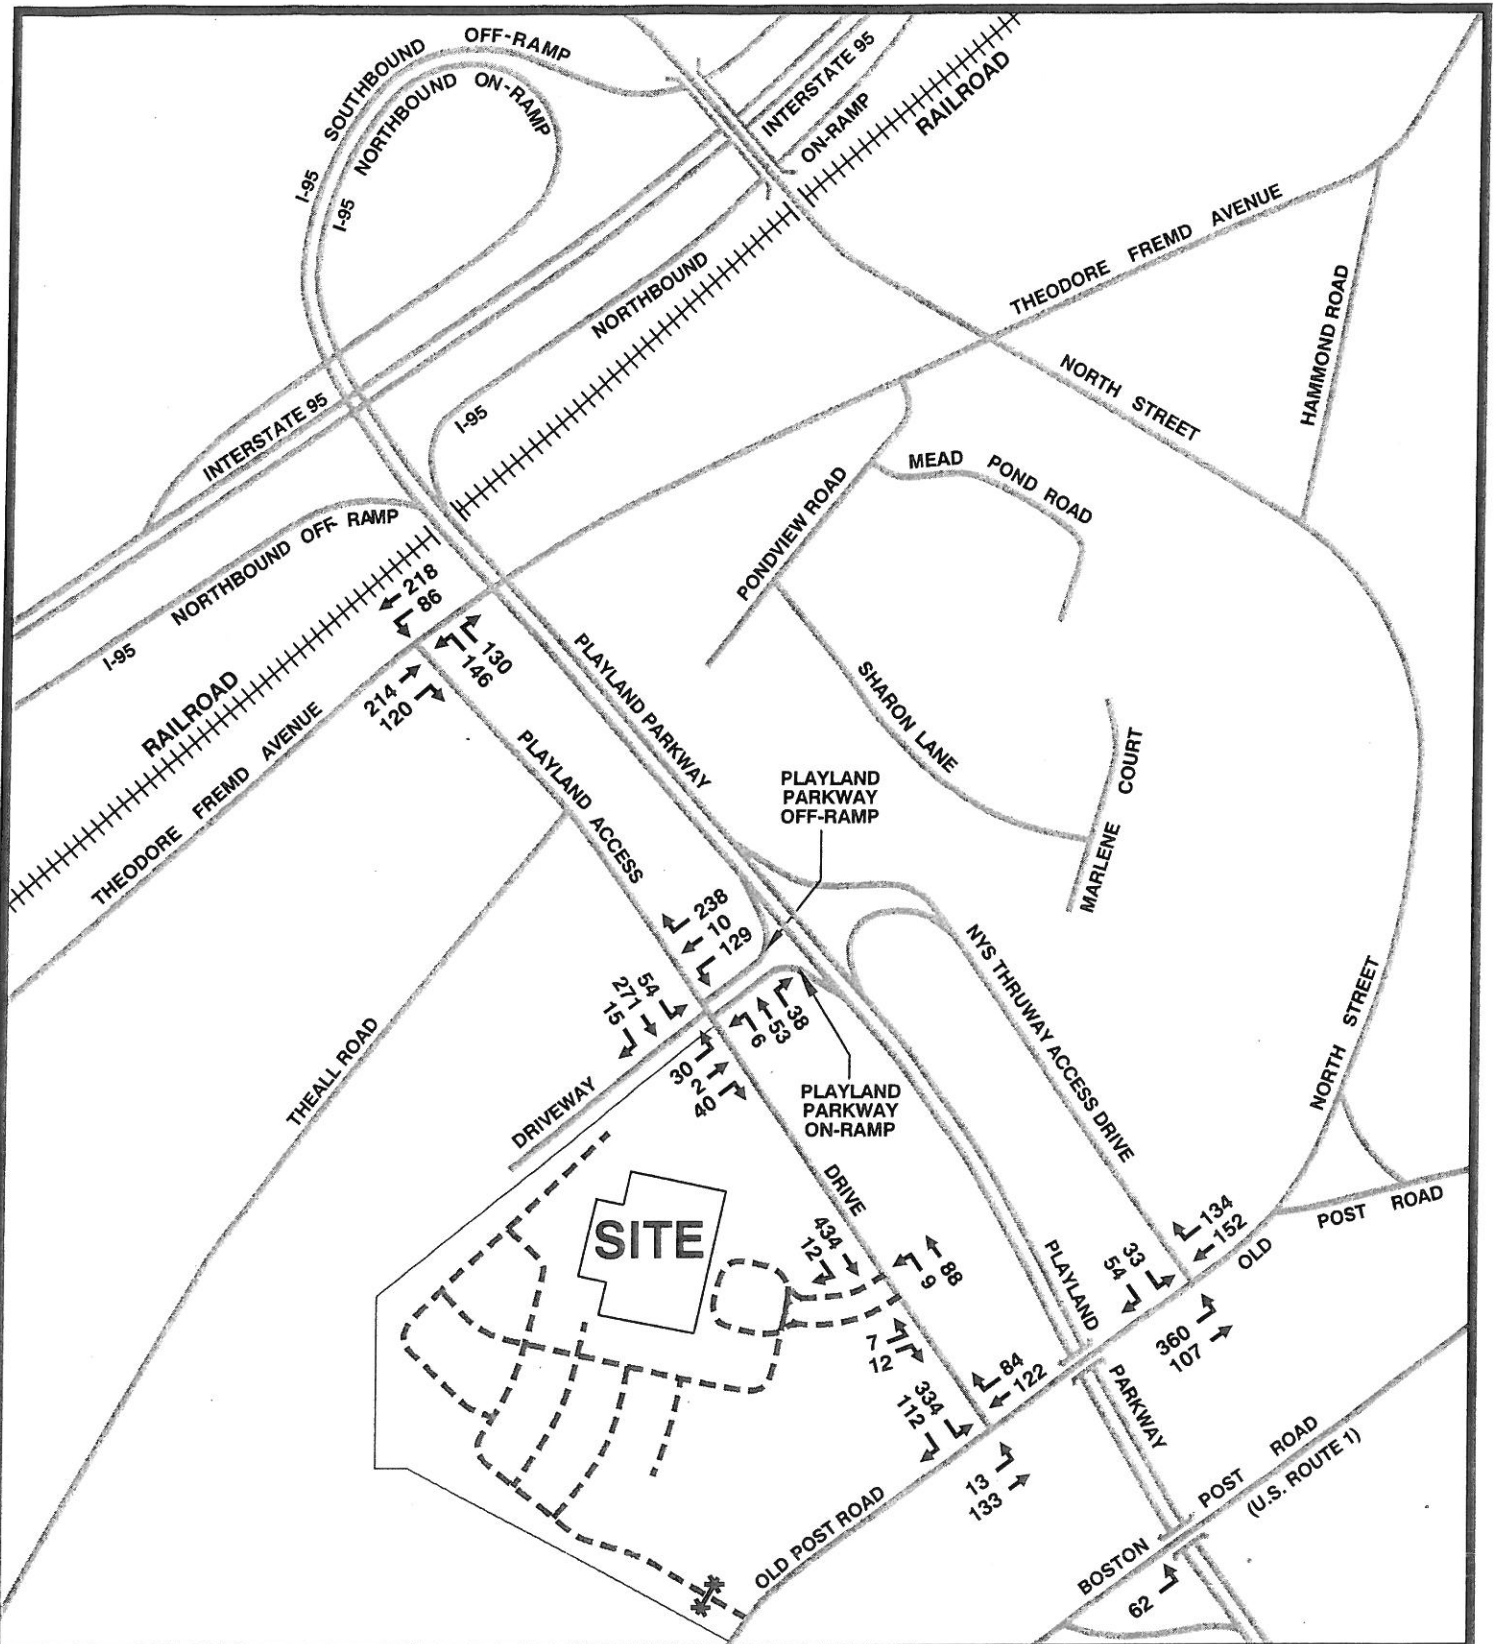 OFF-RAMP
I-95 SOUTHBOUND
I-95 NORTHBOUND ON-RAMP
INTERSTATE 95
ON-RAMP
RAILROAD
THEODORE FREMD AVENUE
HAMMOND ROAD
NORTHBOUND
I-95
NORTH STREET
INTERSTATE 95
MEAD POND ROAD
PONDVIEW ROAD
I-95 NORTHBOUND OFF-RAMP
218
86
130
146
214
120
RAILROAD
THEODORE FREMD AVENUE
PLAYLAND PARKWAY
SHARON LANE
MARLENE COURT
PLAYLAND ACCESS
PLAYLAND
PARKWAY
OFF-RAMP
238
10
129
54
271
15
38
53
6
30
2
40
NYS THRUWAY ACCESS DRIVE
NORTH STREET
THEALL ROAD
DRIVEWAY
PLAYLAND
PARKWAY
ON-RAMP
DRIVE
SITE
434
12
88
9
7
12
POST ROAD
134
152
33
54
OLD
360
107
PLAYLAND
PARKWAY
84
122
334
112
13
133
OLD POST ROAD
BOSTON POST ROAD
(U.S. ROUTE 1)
62